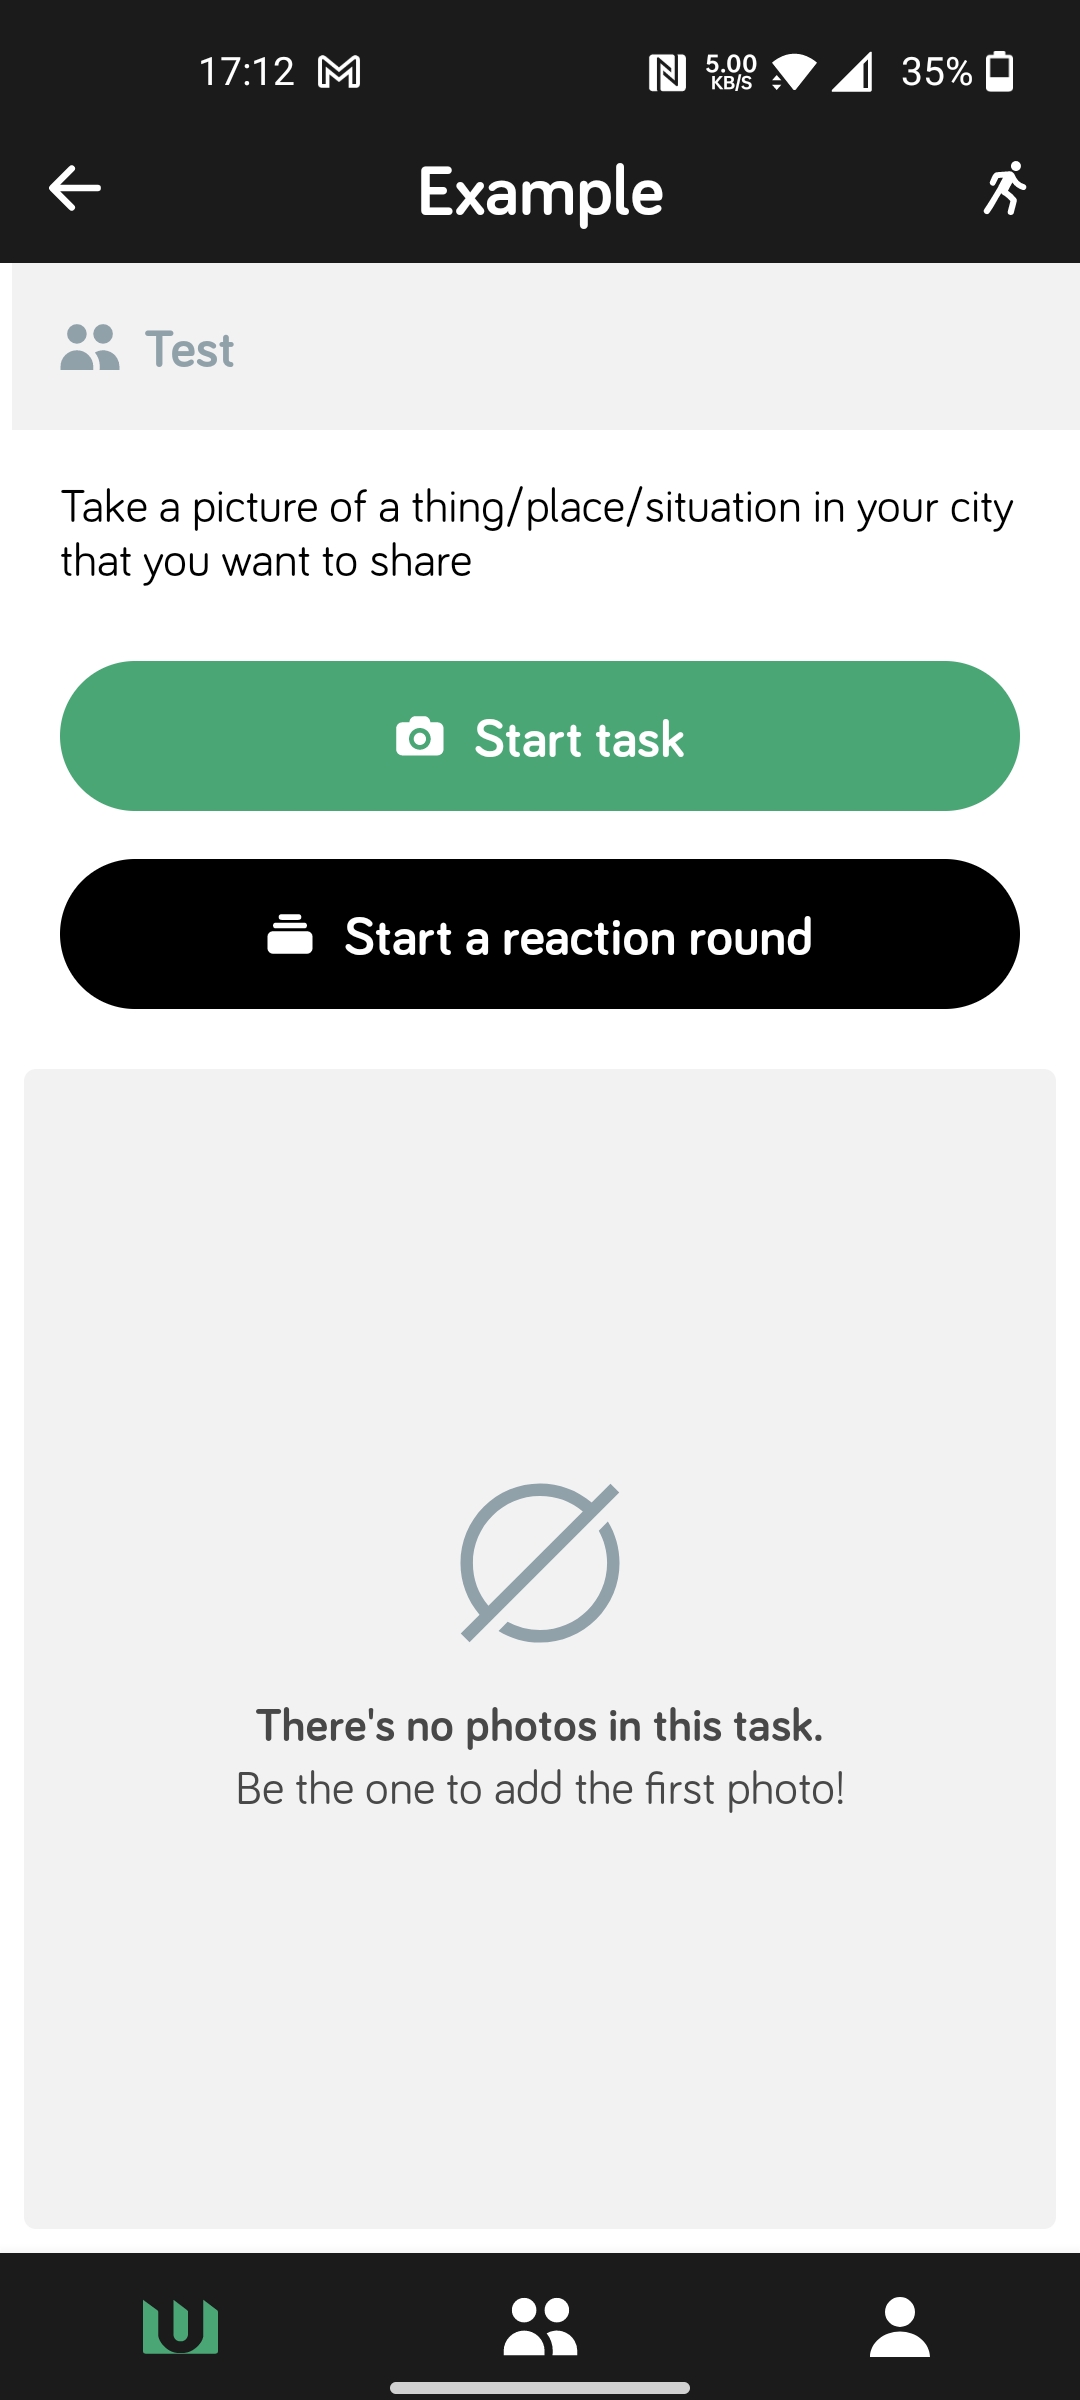 17:12
5.00
KB/S
35%
Example
Test
Take a picture of a thing/place/situation in your city
that you want to share
Start task
Start a reaction round
There's no photos in this task.
Be the one to add the first photo!